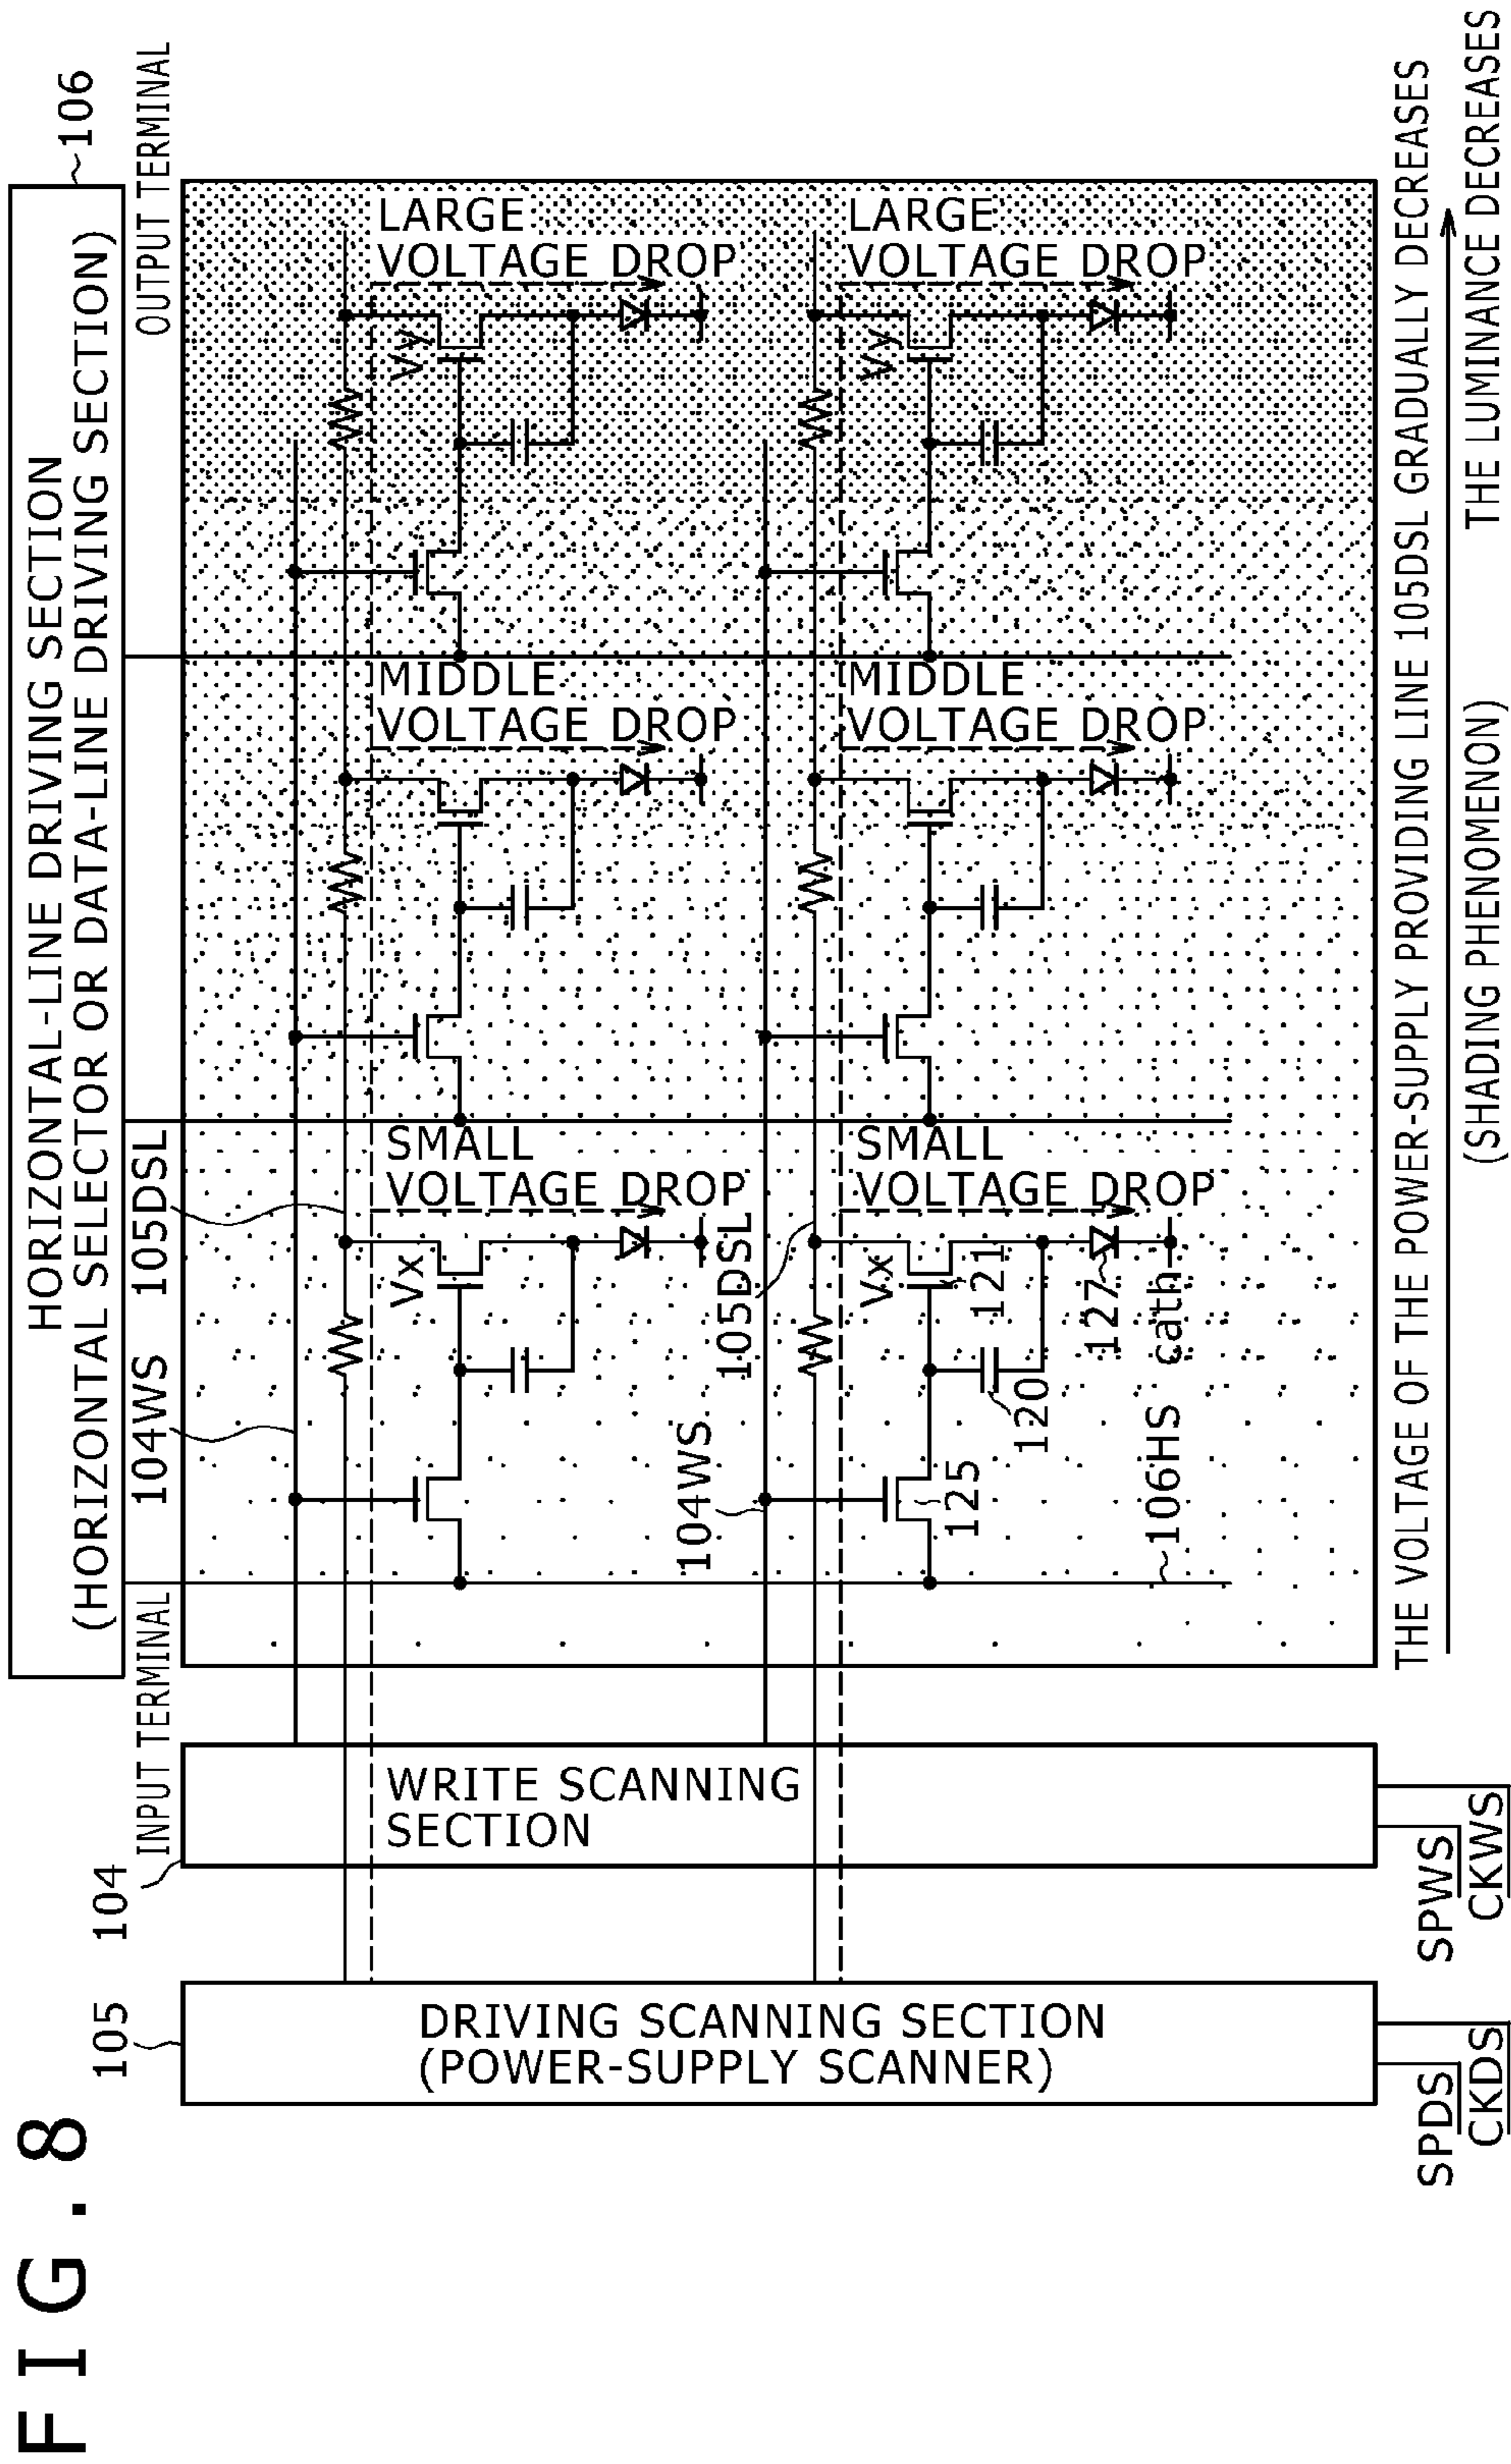 FIG. 8
HORIZONTAL-LINE DRIVING SECTION
(HORIZONTAL SELECTOR OR DATA-LINE DRIVING SECTION)
106
105
104
INPUT TERMINAL
104WS
105DSL
OUTPUT TERMINAL
DRIVING SCANNING SECTION
(POWER-SUPPLY SCANNER)
WRITE SCANNING
SECTION
SMALL
VOLTAGE DROP
MIDDLE
VOLTAGE DROP
LARGE
VOLTAGE DROP
Vx
Vy
104WS
105DSL
SMALL
VOLTAGE DROP
MIDDLE
VOLTAGE DROP
LARGE
VOLTAGE DROP
Vx
Vy
125
121
120
127
106HS
cath
SPDS
CKDS
SPWS
CKWS
THE VOLTAGE OF THE POWER-SUPPLY PROVIDING LINE 105DSL GRADUALLY DECREASES
(SHADING PHENOMENON)
THE LUMINANCE DECREASES